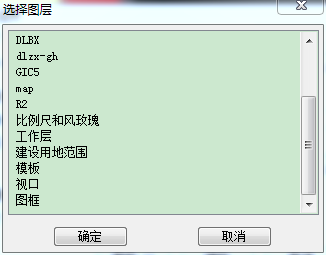 选择图层
DLBX
dlzx-gh
GIC5
map
R2
比例尺和风玫瑰
工作层
建设用地范围
模板
视口
图框
确定
取消